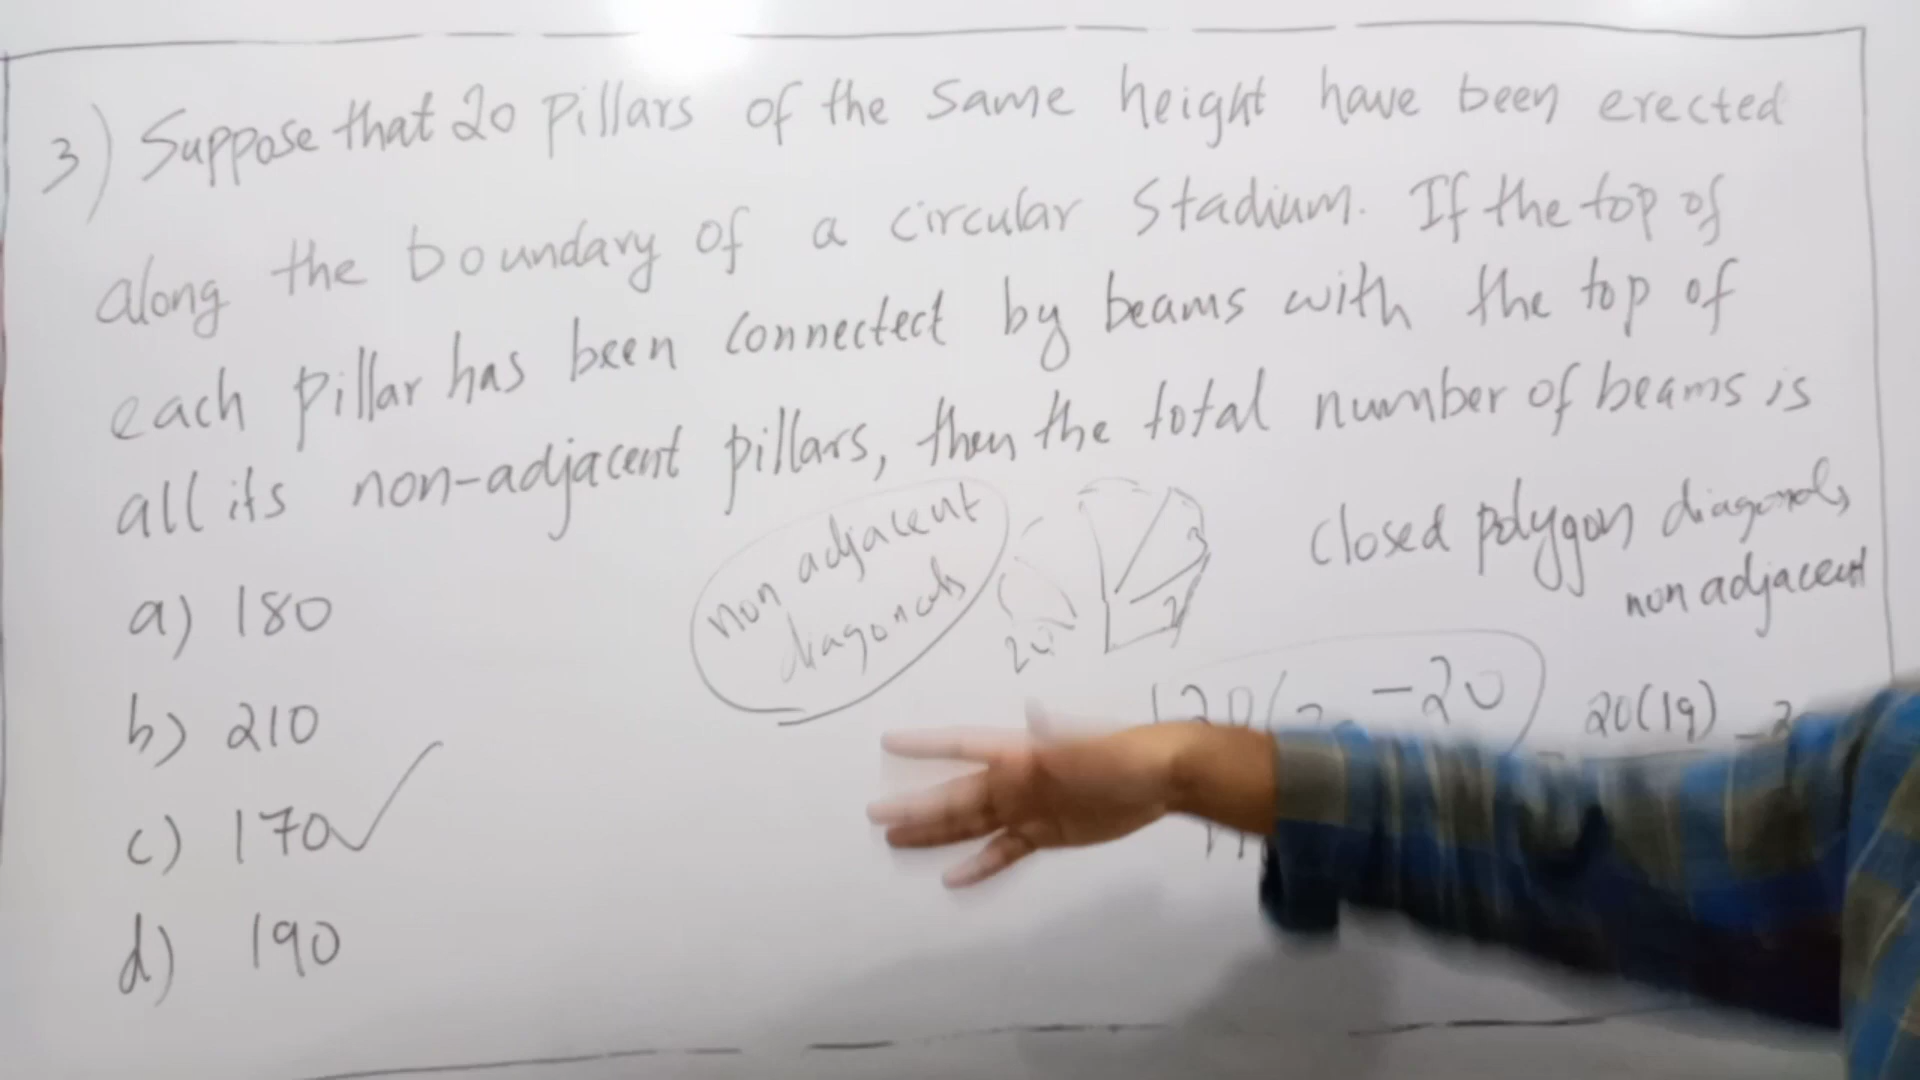 3) Suppose that 20 pillars of the same height have been erected
along the boundary of a circular stadium. If the top of
each pillar has been connected by beams with the top of
all its non-adjacent pillars, then the total number of beams is
non adjacent
diagonals
closed polygon diagonals
non adjacent
a) 180
b) 210
c) 170
d) 190
20
3
2
- 20
20(19)